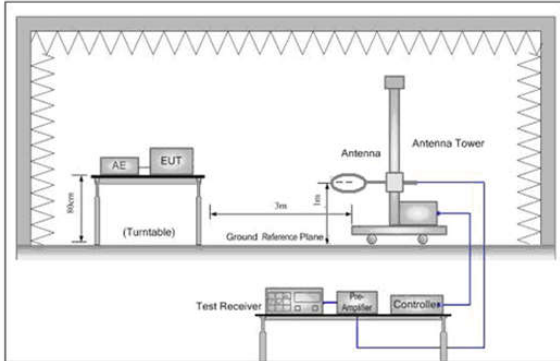 AE
EUT
80cm
(Turntable)
3m
1m
Antenna
Antenna Tower
Ground Reference Plane
Test Receiver
Pre-
Amplifier
Controller